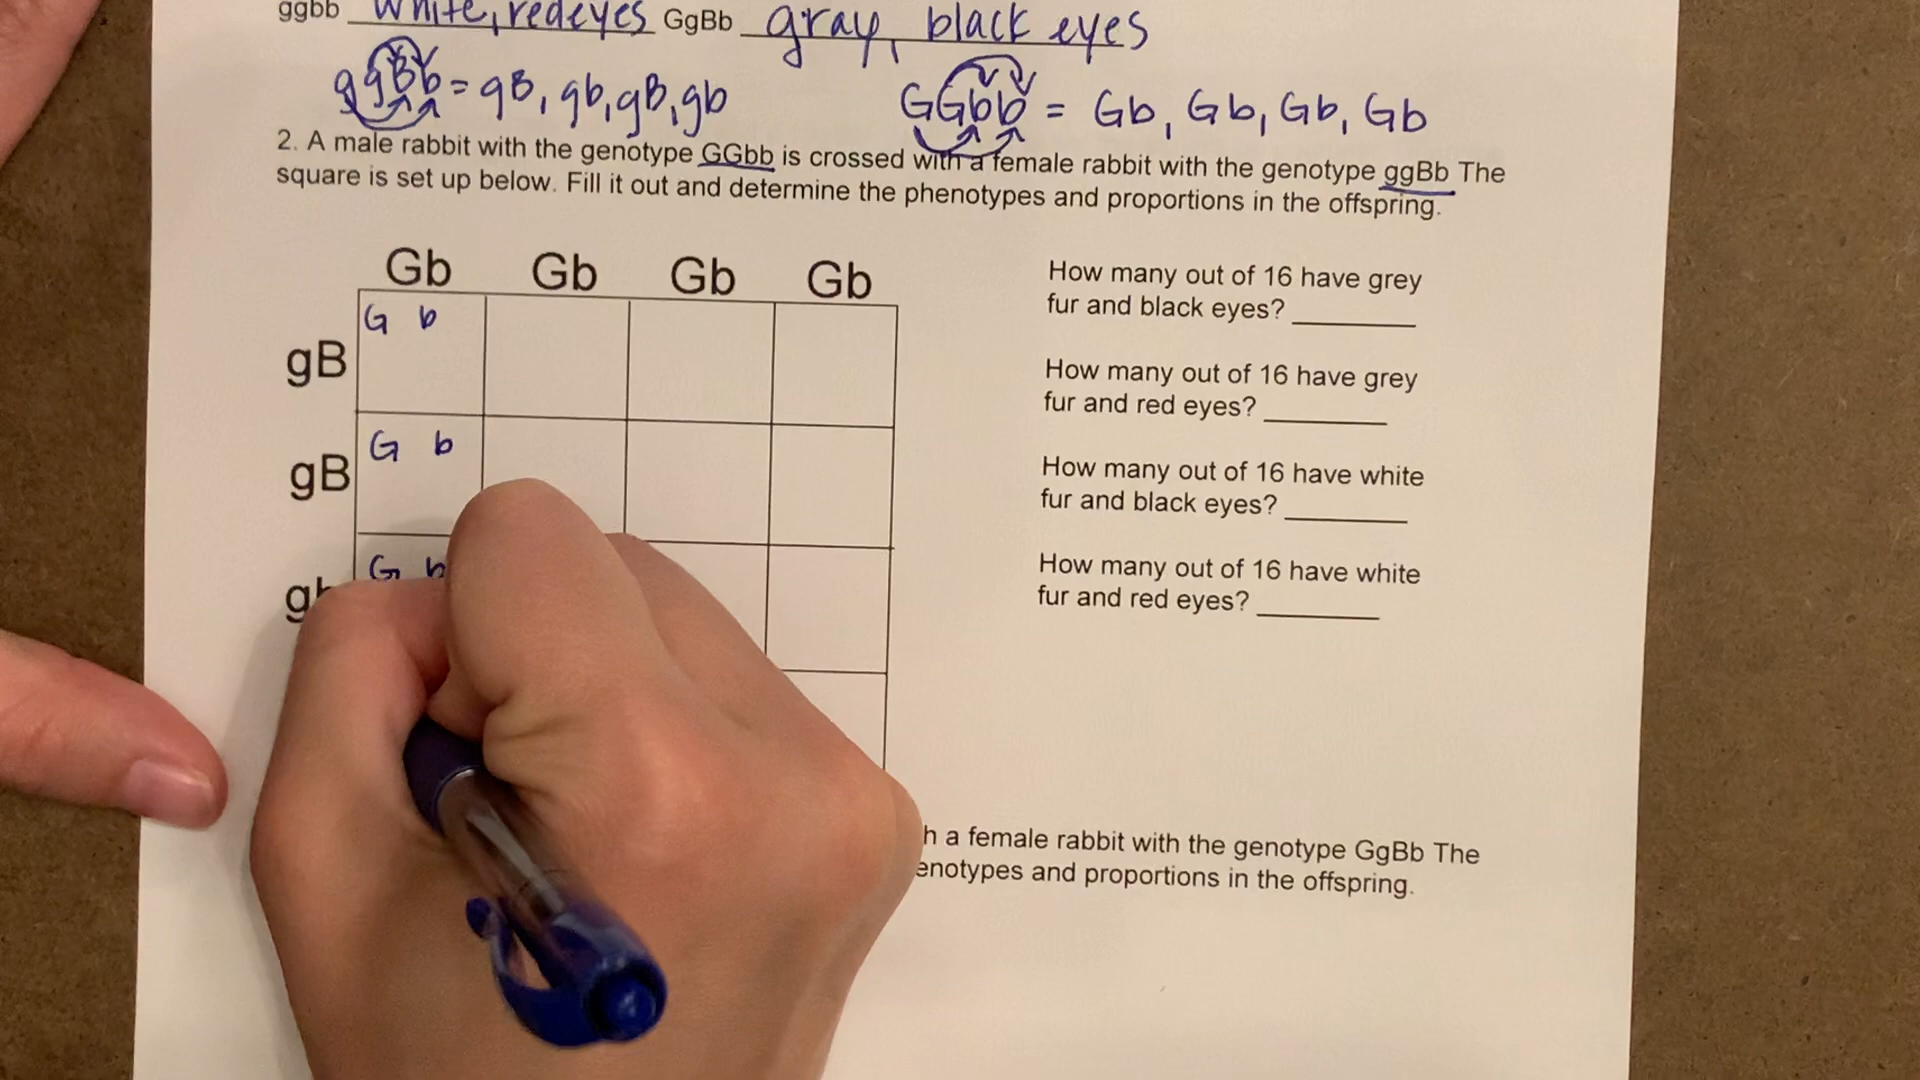 ggbb white, red eyes GgBb gray, black eyes
ggBb = gB, gb, gB, gb GGbb = Gb, Gb, Gb, Gb
2. A male rabbit with the genotype GGbb is crossed with a female rabbit with the genotype ggBb The
square is set up below. Fill it out and determine the phenotypes and proportions in the offspring.
Gb Gb Gb Gb
G b
gB
G b
gB
G b
How many out of 16 have grey
fur and black eyes?
How many out of 16 have grey
fur and red eyes?
How many out of 16 have white
fur and black eyes?
How many out of 16 have white
fur and red eyes?
a female rabbit with the genotype GgBb The
and proportions in the offspring.